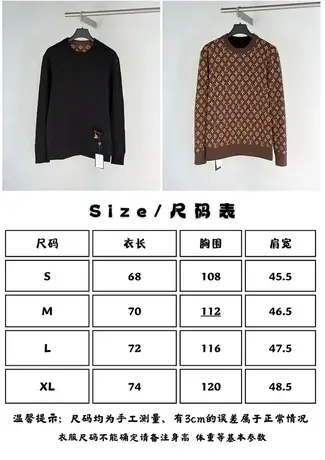 Size/尺码表
尺码 衣长 胸围 肩宽
S 68 108 45.5
M 70 112 46.5
L 72 116 47.5
XL 74 120 48.5
温馨提示: 尺码均为手工测量、有3cm的误差属于正常情况
衣服尺码不能确定请备注身高 体重等基本参数